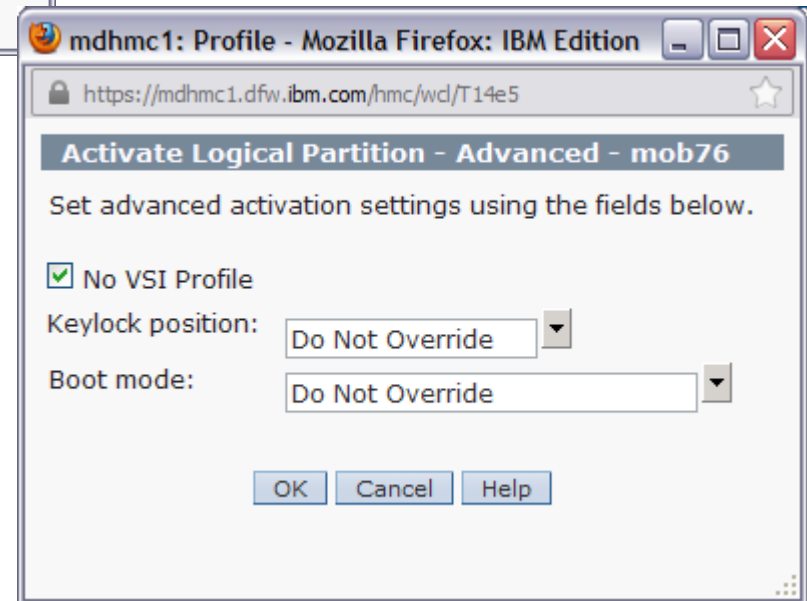 mdhmc1: Profile - Mozilla Firefox: IBM Edition
https://mdhmc1.dfw.ibm.com/hmc/wcl/T14e5
Activate Logical Partition - Advanced - mob76
Set advanced activation settings using the fields below.
No VSI Profile
Keylock position: Do Not Override
Boot mode: Do Not Override
OK Cancel Help